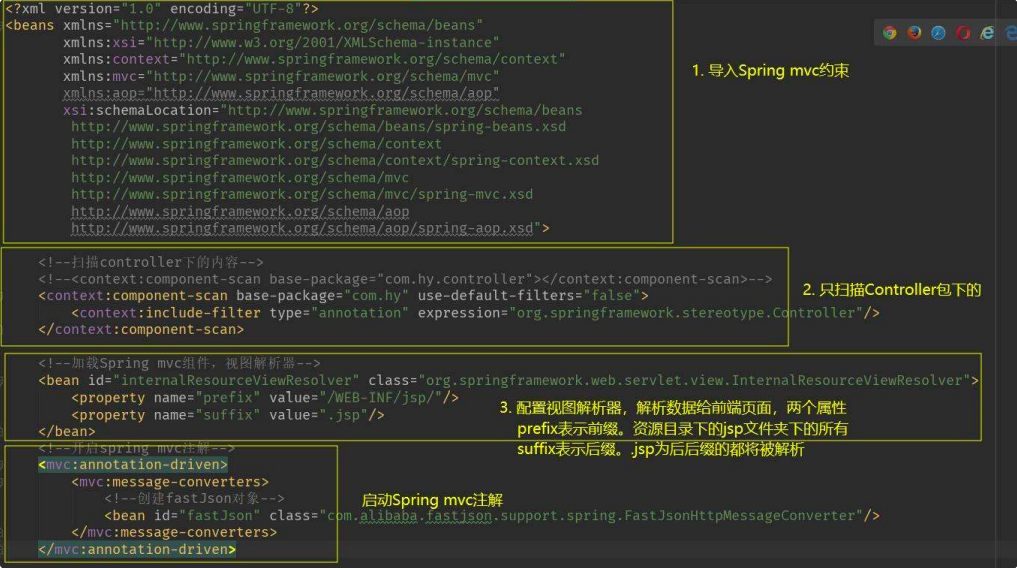 <?xml version="1.0" encoding="UTF-8"?>
<beans xmlns="http://www.springframework.org/schema/beans"
xmlns:xsi="http://www.w3.org/2001/XMLSchema-instance"
xmlns:context="http://www.springframework.org/schema/context"
xmlns:mvc="http://www.springframework.org/schema/mvc"
xmlns:aop="http://www.springframework.org/schema/aop"
xsi:schemaLocation="http://www.springframework.org/schema/beans
http://www.springframework.org/schema/beans/spring-beans.xsd
http://www.springframework.org/schema/context
http://www.springframework.org/schema/context/spring-context.xsd
http://www.springframework.org/schema/mvc
http://www.springframework.org/schema/mvc/spring-mvc.xsd
http://www.springframework.org/schema/aop
http://www.springframework.org/schema/aop/spring-aop.xsd">
1. 导入Spring mvc约束
<!--扫描controller下的内容-->
<!--<context:component-scan base-package="com.hy.controller"></context:component-scan>-->
<context:component-scan base-package="com.hy" use-default-filters="false">
<context:include-filter type="annotation" expression="org.springframework.stereotype.Controller"/>
</context:component-scan>
2. 只扫描Controller包下的
<!--加载Spring mvc组件，视图解析器-->
<bean id="internalResourceViewResolver" class="org.springframework.web.servlet.view.InternalResourceViewResolver">
<property name="prefix" value="/WEB-INF/jsp/"/>
<property name="suffix" value=".jsp"/>
</bean>
3. 配置视图解析器，解析数据给前端页面，两个属性
prefix表示前缀。资源目录下的jsp文件夹下的所有
suffix表示后缀。.jsp为后后缀的都将被解析
<!--开启spring mvc注解-->
<mvc:annotation-driven>
<mvc:message-converters>
<!--创建fastJson对象-->
<bean id="fastJson" class="com.alibaba.fastjson.support.spring.FastJsonHttpMessageConverter"/>
</mvc:message-converters>
</mvc:annotation-driven>
启动Spring mvc注解